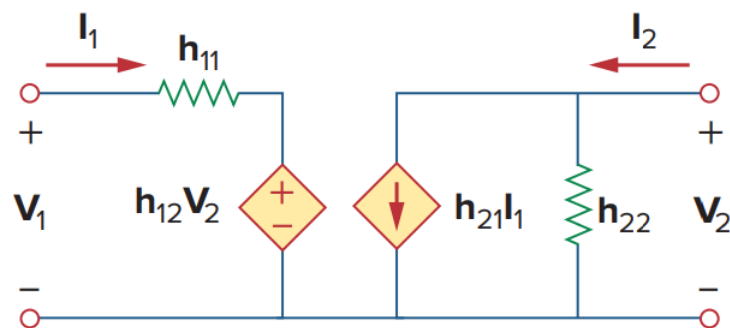 I₁
I₂
h₁₁
+
+
+
V₁
h₁₂V₂
−
h₂₁I₁
h₂₂
V₂
−
−